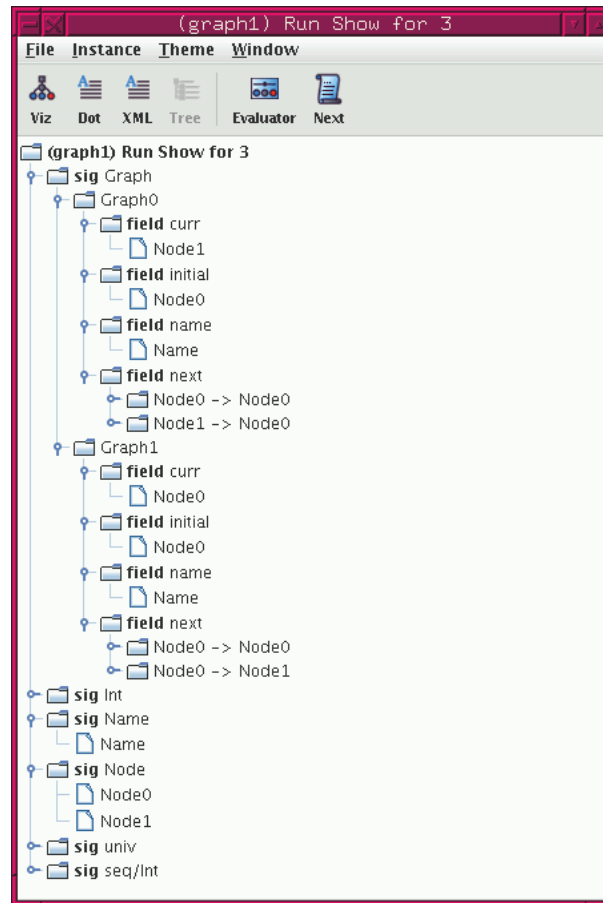 (graph1) Run Show for 3
File Instance Theme Window
Viz Dot XML Tree Evaluator Next
(graph1) Run Show for 3
sig Graph
Graph0
field curr
Node1
field initial
Node0
field name
Name
field next
Node0 -> Node0
Node1 -> Node0
Graph1
field curr
Node0
field initial
Node0
field name
Name
field next
Node0 -> Node0
Node0 -> Node1
sig Int
sig Name
Name
sig Node
Node0
Node1
sig univ
sig seq/Int